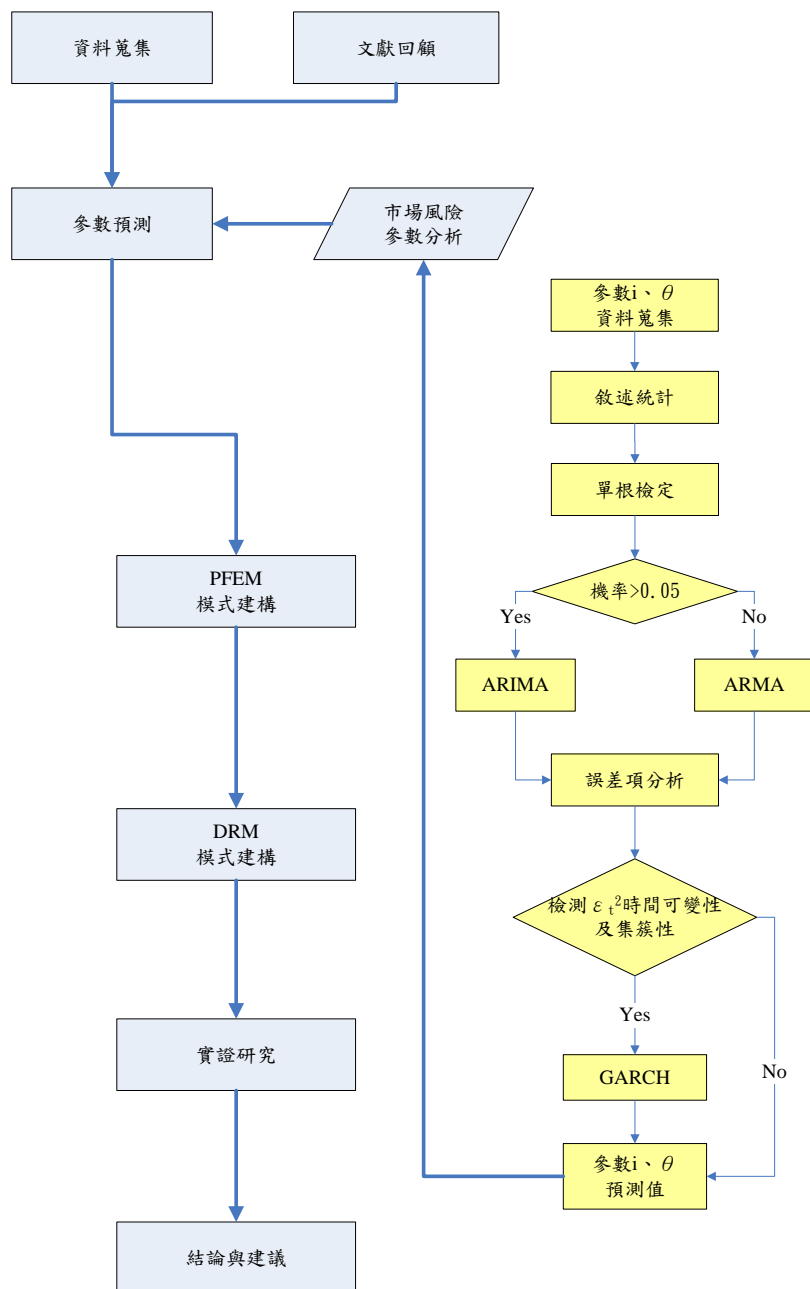 資料蒐集
文獻回顧
參數預測
市場風險
參數分析
參數i、θ
資料蒐集
敘述統計
單根檢定
機率>0.05
Yes
No
ARIMA
ARMA
誤差項分析
檢測εt²時間可變性
及集簇性
Yes
No
GARCH
參數i、θ
預測值
PFEM
模式建構
DRM
模式建構
實證研究
結論與建議